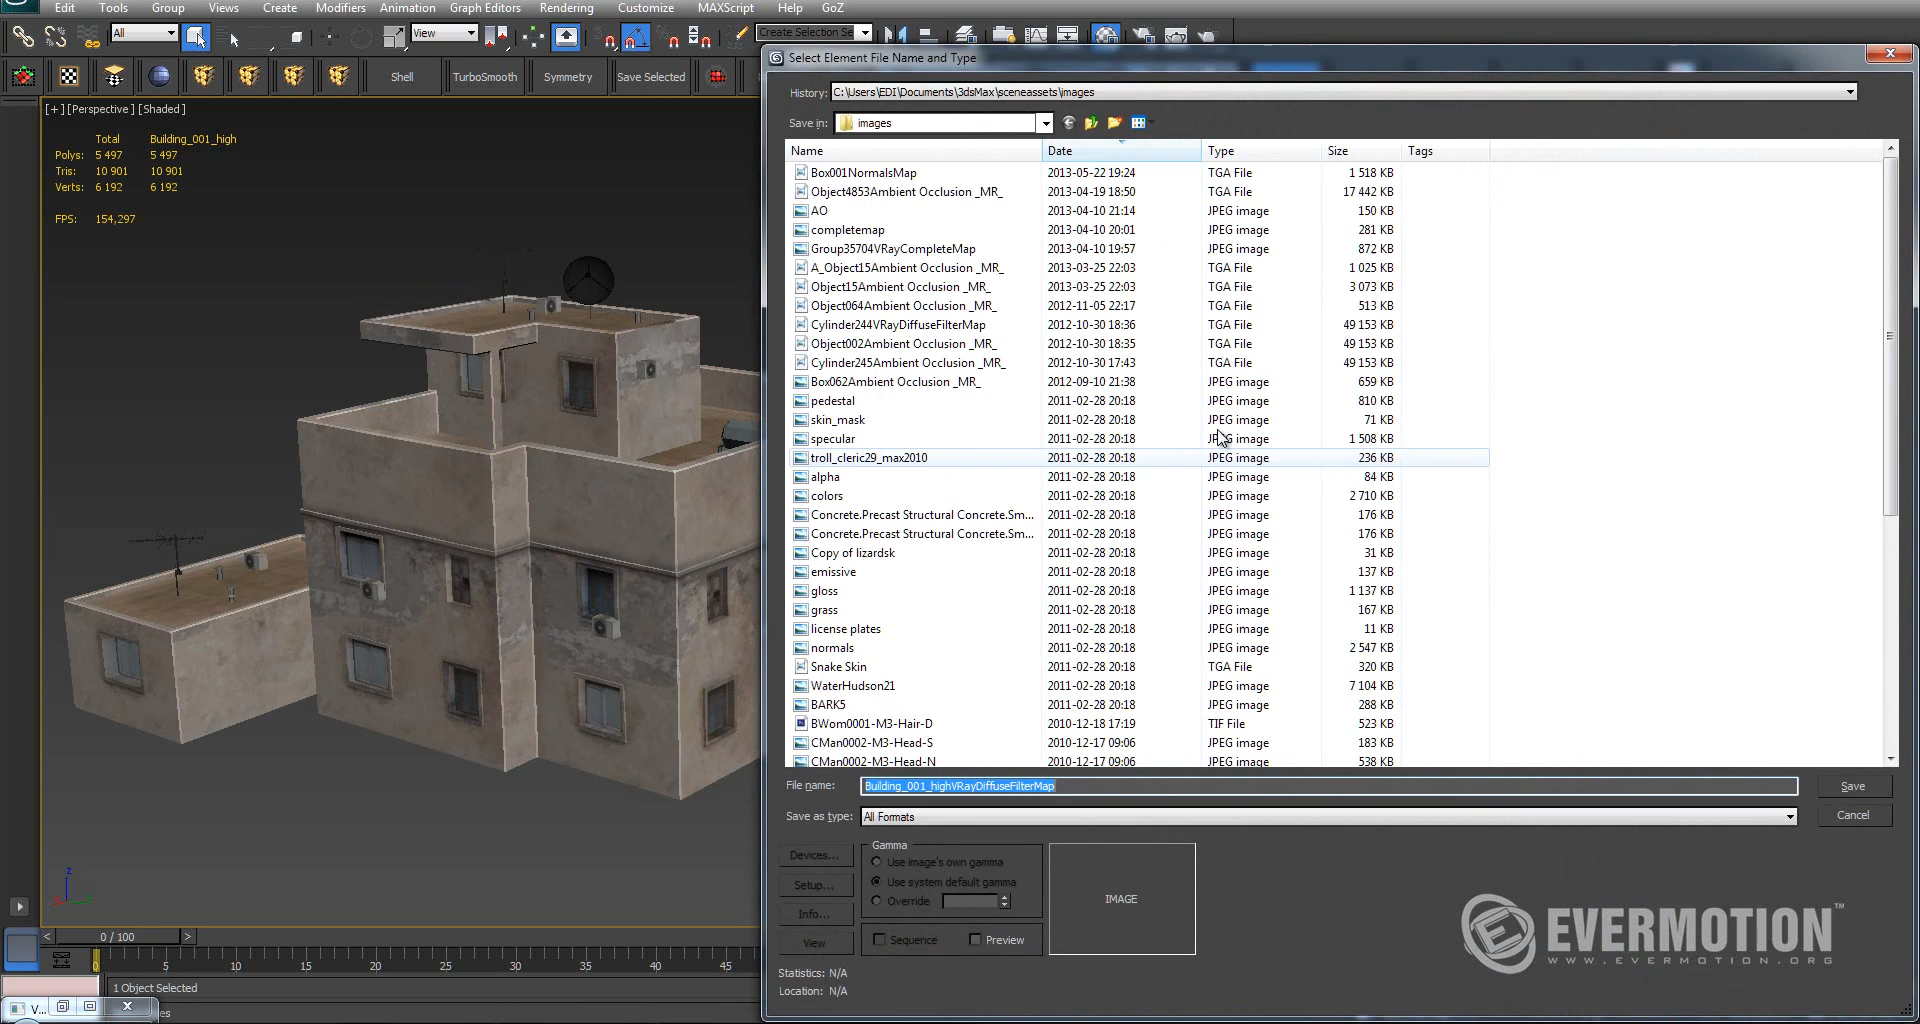 Edit Tools Group Views Create Modifiers Animation Graph Editors Rendering Customize MAXScript Help GoZ
All View Create Selection Se
Shell TurboSmooth Symmetry Save Selected
[+] [Perspective] [Shaded]
Total Building_001_high
Polys: 5 497 5 497
Tris: 10 901 10 901
Verts: 6 192 6 192
FPS: 154,297
z
< 0 / 100 >
0 5 10 15 20 25 30 35 40 45
1 Object Selected
V...
es
Select Element File Name and Type
History: C:\Users\EDI\Documents\3dsMax\sceneassets\images
Save in: images
Name Date Type Size Tags
Box001NormalsMap 2013-05-22 19:24 TGA File 1 518 KB
Object4853Ambient Occlusion _MR_ 2013-04-19 18:50 TGA File 17 442 KB
AO 2013-04-10 21:14 JPEG image 150 KB
completemap 2013-04-10 20:01 JPEG image 281 KB
Group35704VRayCompleteMap 2013-04-10 19:57 JPEG image 872 KB
A_Object15Ambient Occlusion _MR_ 2013-03-25 22:03 TGA File 1 025 KB
Object15Ambient Occlusion _MR_ 2013-03-25 22:03 TGA File 3 073 KB
Object064Ambient Occlusion _MR_ 2012-11-05 22:17 TGA File 513 KB
Cylinder244VRayDiffuseFilterMap 2012-10-30 18:36 TGA File 49 153 KB
Object002Ambient Occlusion _MR_ 2012-10-30 18:35 TGA File 49 153 KB
Cylinder245Ambient Occlusion _MR_ 2012-10-30 17:43 TGA File 49 153 KB
Box062Ambient Occlusion _MR_ 2012-09-10 21:38 JPEG image 659 KB
pedestal 2011-02-28 20:18 JPEG image 810 KB
skin_mask 2011-02-28 20:18 JPEG image 71 KB
specular 2011-02-28 20:18 JPEG image 1 508 KB
troll_cleric29_max2010 2011-02-28 20:18 JPEG image 236 KB
alpha 2011-02-28 20:18 JPEG image 84 KB
colors 2011-02-28 20:18 JPEG image 2 710 KB
Concrete.Precast Structural Concrete.Sm... 2011-02-28 20:18 JPEG image 176 KB
Concrete.Precast Structural Concrete.Sm... 2011-02-28 20:18 JPEG image 176 KB
Copy of lizardsk 2011-02-28 20:18 JPEG image 31 KB
emissive 2011-02-28 20:18 JPEG image 137 KB
gloss 2011-02-28 20:18 JPEG image 1 137 KB
grass 2011-02-28 20:18 JPEG image 167 KB
license plates 2011-02-28 20:18 JPEG image 11 KB
normals 2011-02-28 20:18 JPEG image 2 547 KB
Snake Skin 2011-02-28 20:18 TGA File 320 KB
WaterHudson21 2011-02-28 20:18 JPEG image 7 104 KB
BARK5 2011-02-28 20:18 JPEG image 288 KB
BWom0001-M3-Hair-D 2010-12-18 17:19 TIF File 523 KB
CMan0002-M3-Head-S 2010-12-17 09:06 JPEG image 183 KB
CMan0002-M3-Head-N 2010-12-17 09:06 JPEG image 538 KB
File name: Building_001_highVRayDiffuseFilterMap Save
Save as type: All Formats Cancel
Devices...
Setup...
Info...
View
Gamma
Use image's own gamma
Use system default gamma
Override
Sequence Preview
IMAGE
Statistics: N/A
Location: N/A
EVERMOTION™
WWW.EVERMOTION.ORG